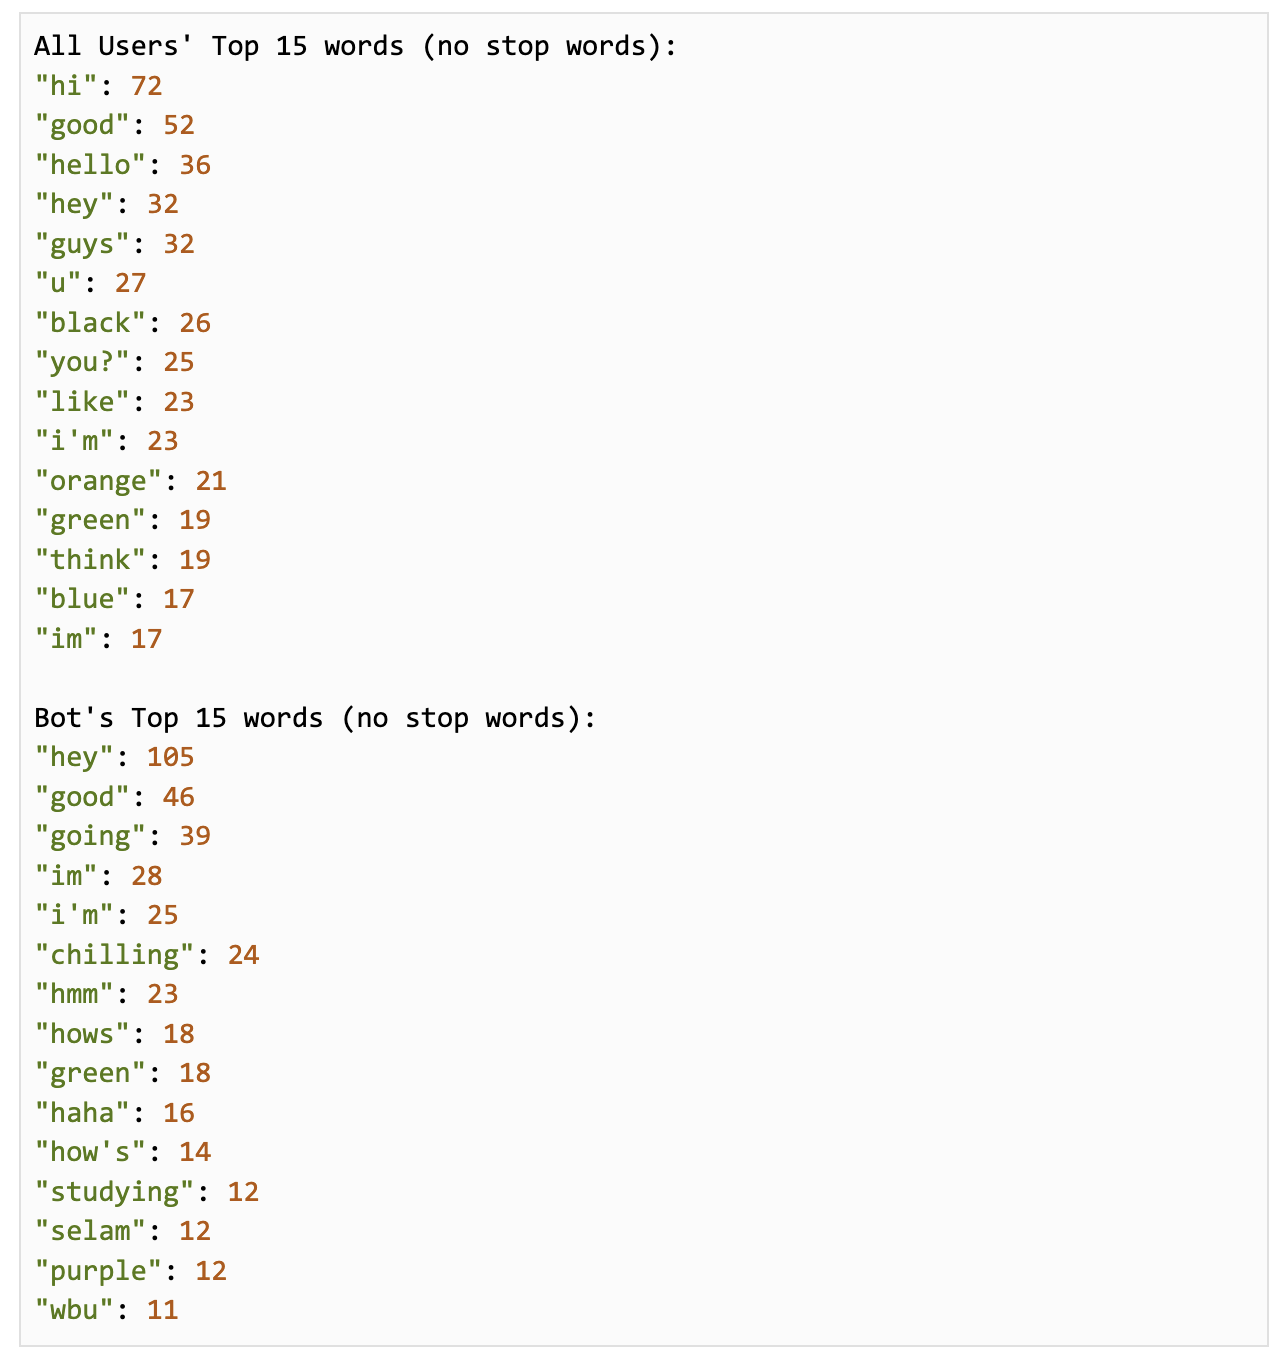 All Users' Top 15 words (no stop words):
"hi": 72
"good": 52
"hello": 36
"hey": 32
"guys": 32
"u": 27
"black": 26
"you?": 25
"like": 23
"i'm": 23
"orange": 21
"green": 19
"think": 19
"blue": 17
"im": 17
Bot's Top 15 words (no stop words):
"hey": 105
"good": 46
"going": 39
"im": 28
"i'm": 25
"chilling": 24
"hmm": 23
"hows": 18
"green": 18
"haha": 16
"how's": 14
"studying": 12
"selam": 12
"purple": 12
"wbu": 11